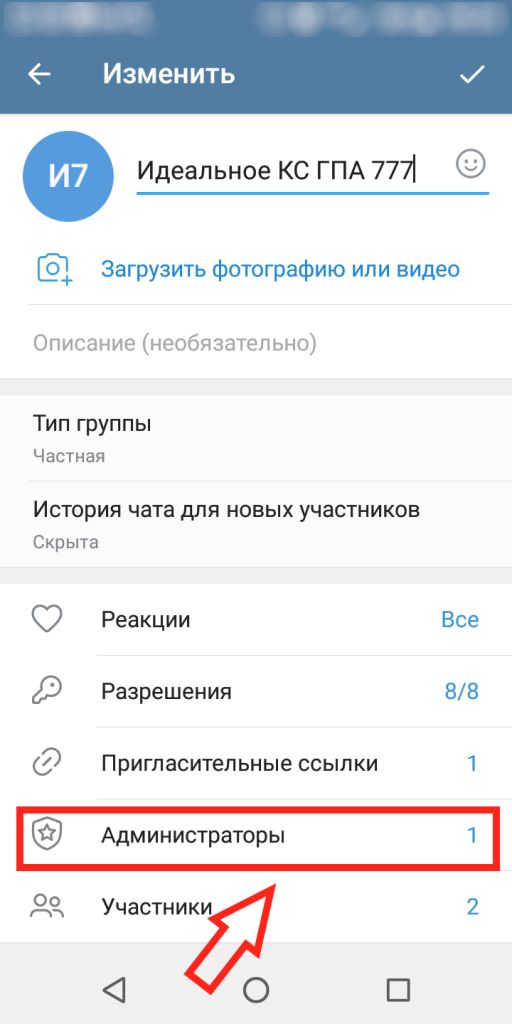 Изменить
И7
Идеальное КС ГПА 777
Загрузить фотографию или видео
Описание (необязательно)
Тип группы
Частная
История чата для новых участников
Скрыта
Реакции Все
Разрешения 8/8
Пригласительные ссылки 1
Администраторы 1
Участники 2